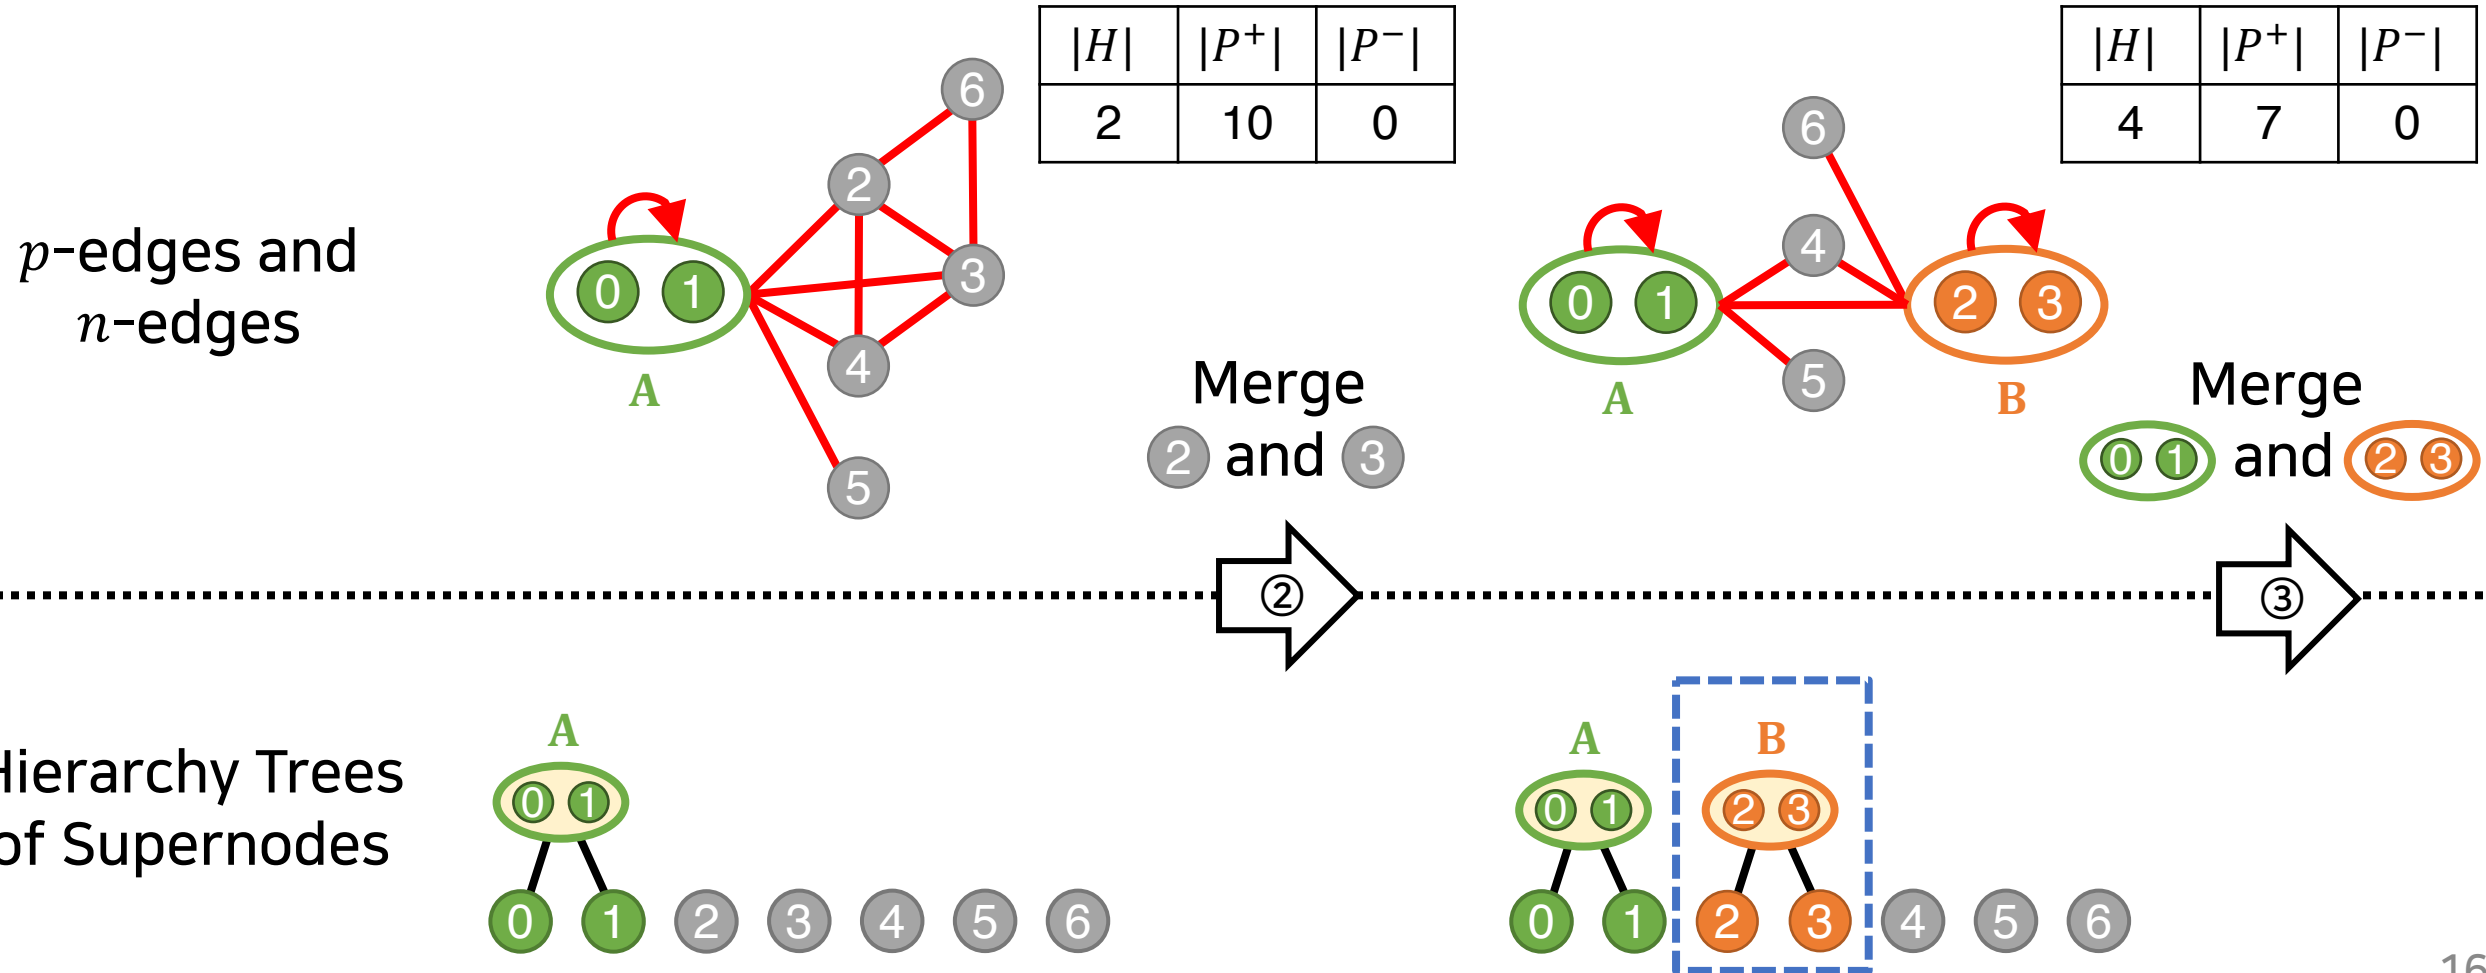 |H| |P⁺| |P⁻|
2 10 0
|H| |P⁺| |P⁻|
4 7 0
p-edges and
n-edges
6
2
3
0 1
4
5
A
Merge
2 and 3
②
6
4
0 1
2 3
5
A
B
Merge
0 1 and 2 3
③
Hierarchy Trees
of Supernodes
A
0 1
0 1 2 3 4 5 6
A B
0 1 2 3
0 1 2 3 4 5 6
16